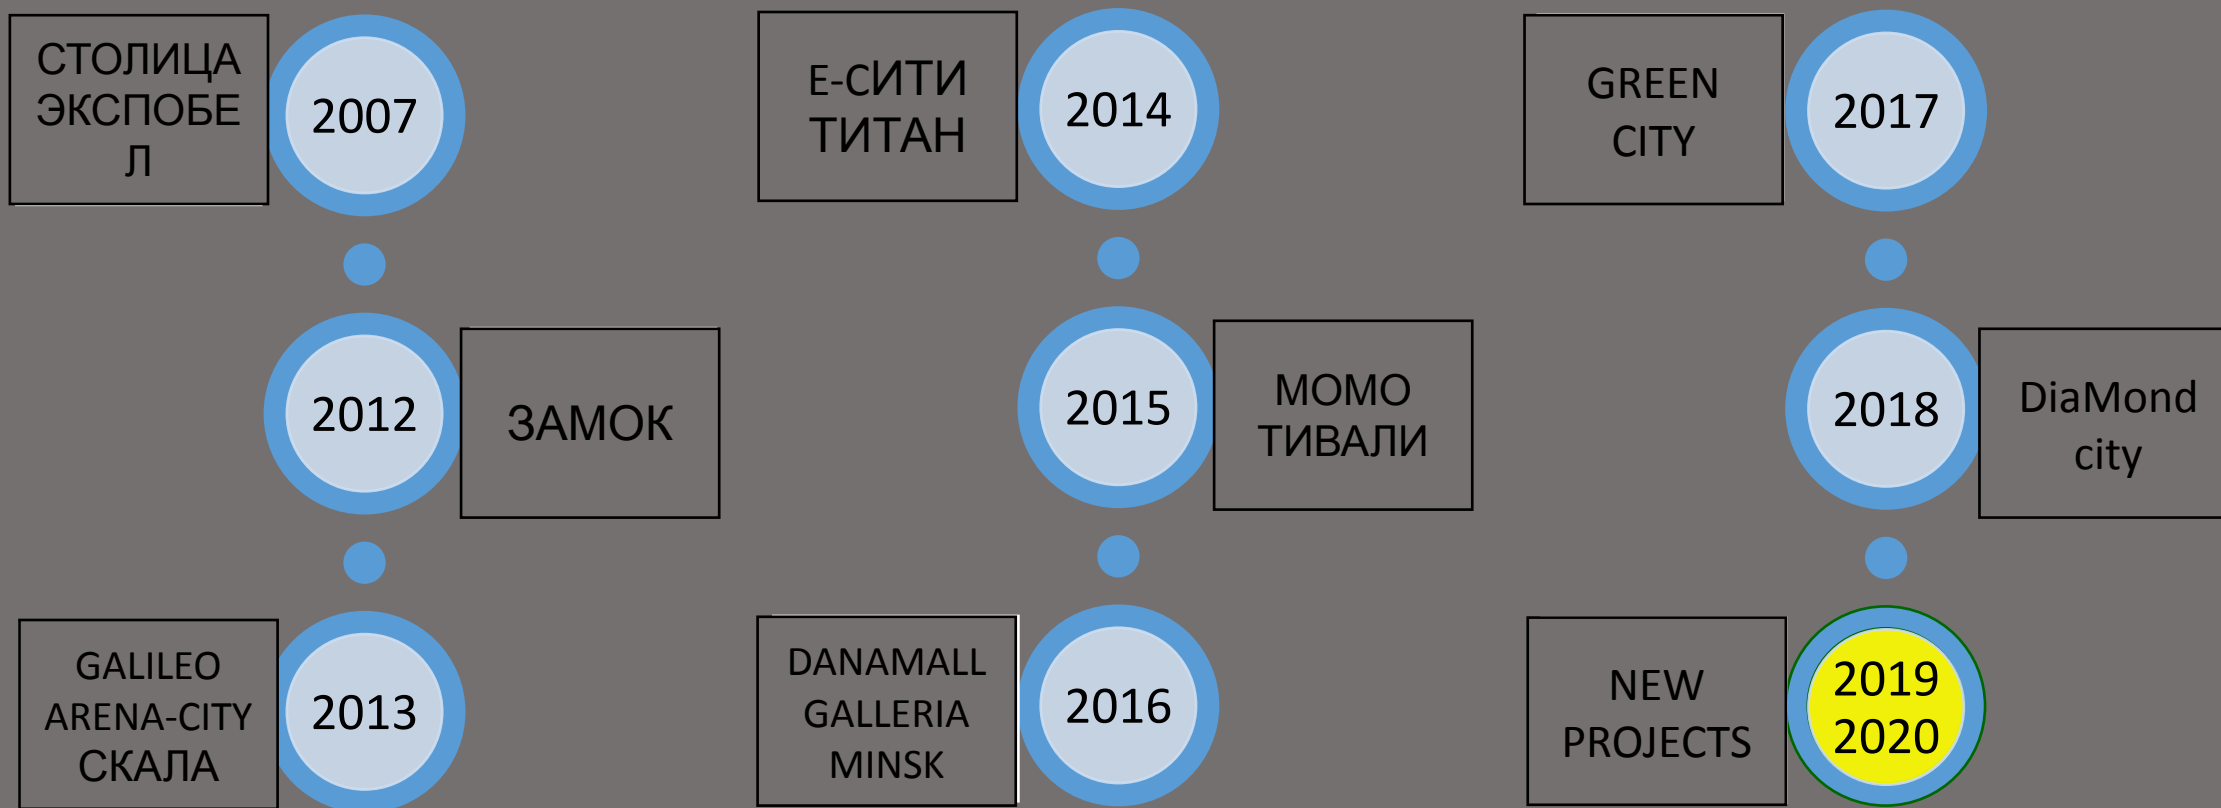 СТОЛИЦА
ЭКСПОБЕ
Л
2007
2012
ЗАМОК
GALILEO
ARENA-CITY
СКАЛА
2013
Е-СИТИ
ТИТАН
2014
2015
МОМО
ТИВАЛИ
DANAMALL
GALLERIA
MINSK
2016
GREEN
CITY
2017
2018
DiaMond
city
NEW
PROJECTS
2019
2020